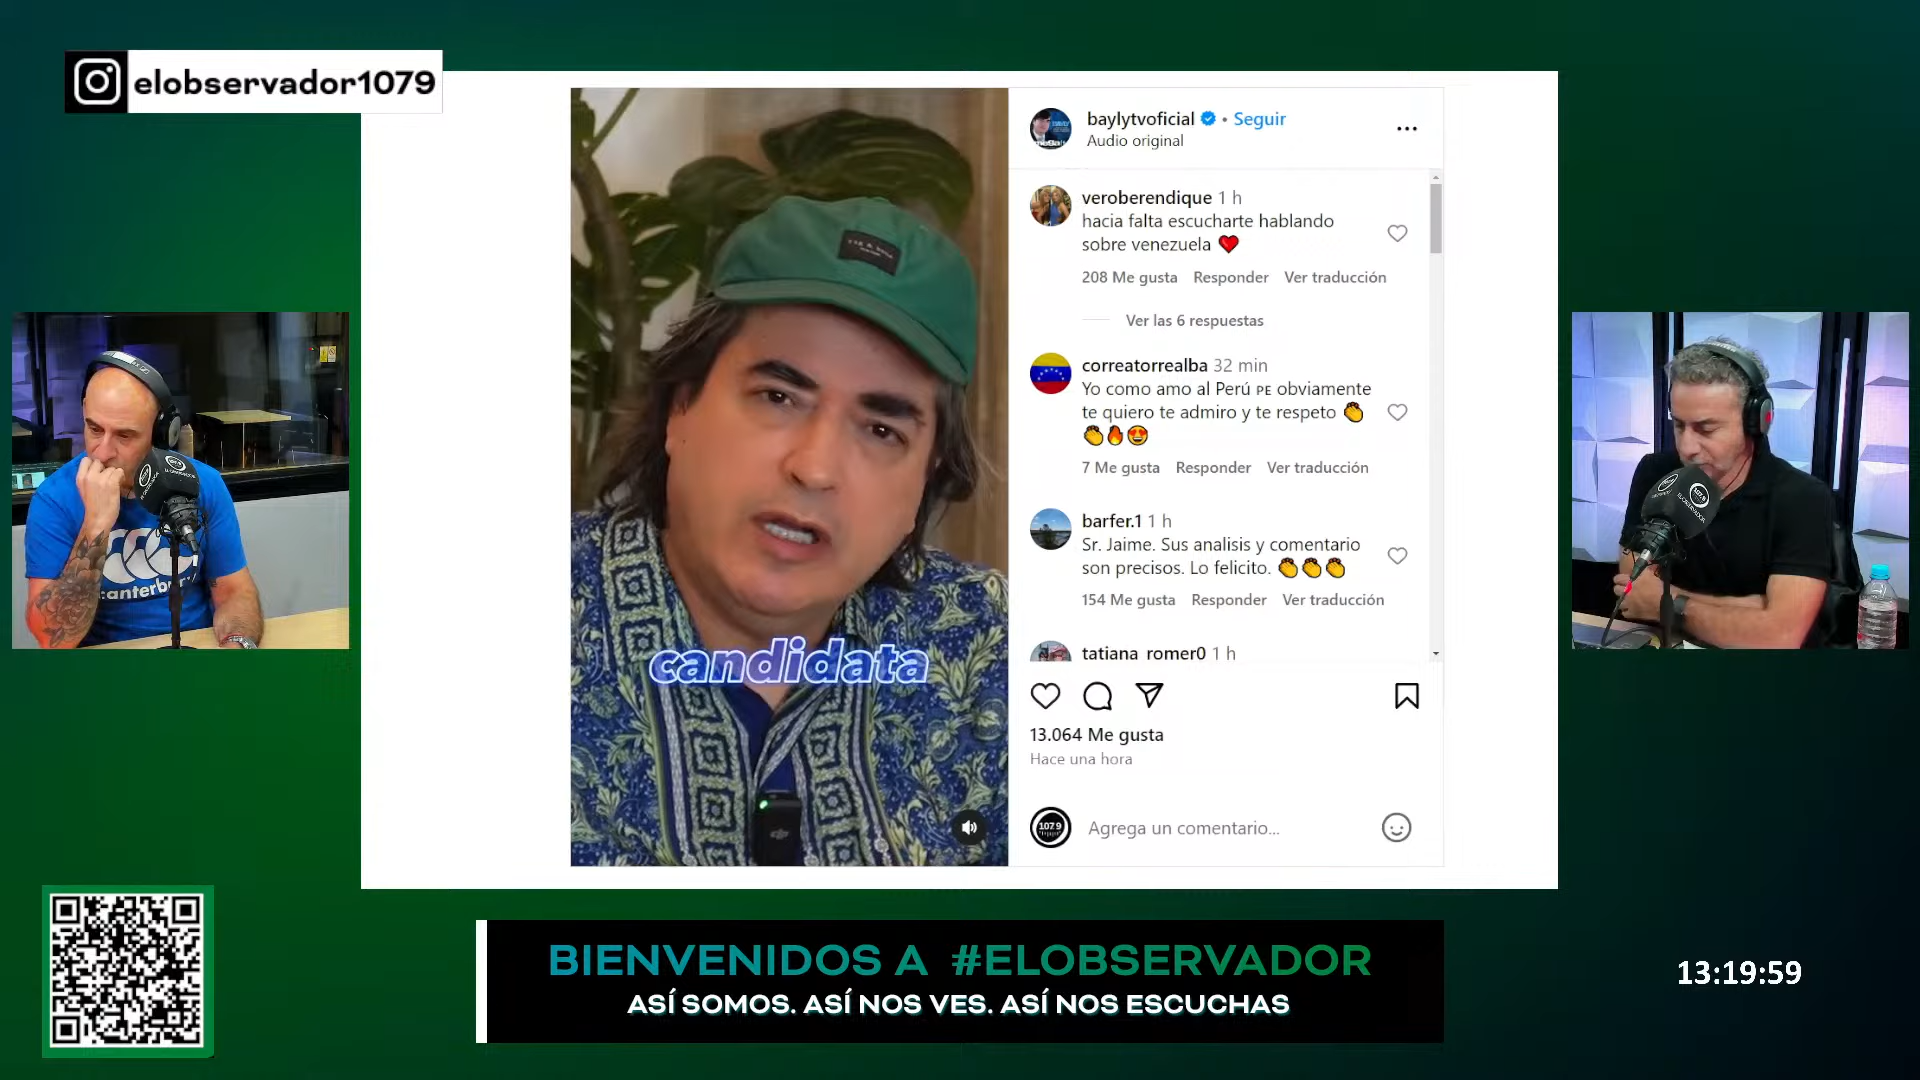 elobservador1079
baylytvoficial • Seguir
Audio original
veroberendique 1 h
hacia falta escucharte hablando
sobre venezuela ❤️
208 Me gusta Responder Ver traducción
Ver las 6 respuestas
correatorrealba 32 min
Yo como amo al Perú PE obviamente
te quiero te admiro y te respeto 👏
👏🔥😍
7 Me gusta Responder Ver traducción
barfer.1 1 h
Sr. Jaime. Sus analisis y comentario
son precisos. Lo felicito. 👏👏👏
154 Me gusta Responder Ver traducción
tatiana_romer0 1 h
13.064 Me gusta
Hace una hora
107.9
Agrega un comentario...
candidata
canterbury
BIENVENIDOS A #ELOBSERVADOR
ASÍ SOMOS. ASÍ NOS VES. ASÍ NOS ESCUCHAS
13:19:59